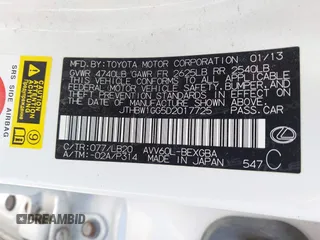 MFD.BY:TOYOTA MOTOR CORPORATION 01/13
GVWR 4740LB GAWR FR 2625LB RR 2540LB
THIS VEHICLE CONFORMS TO ALL APPLICABLE
FEDERAL MOTOR VEHICLE SAFETY, BUMPER, AND
THEFT PREVENTION STANDARDS IN EFFECT ON
THE DATE OF MANUFACTURE SHOWN ABOVE.
JTHBW1GG5D2017725 PASS.CAR
C/TR:077/LB20 AVV60L-BEXGBA
A/TM:-02A/P314 MADE IN JAPAN 547 C
SRS SIDE AIRBAG